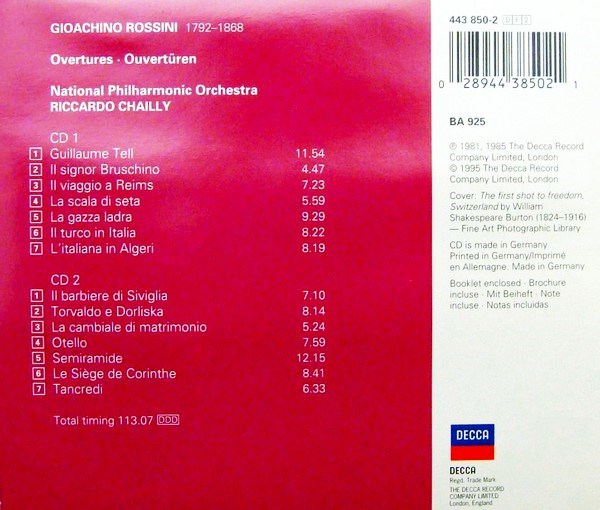 GIOACHINO ROSSINI 1792–1868
Overtures · Ouvertüren
National Philharmonic Orchestra
RICCARDO CHAILLY
CD 1
1 Guillaume Tell 11.54
2 Il signor Bruschino 4.47
3 Il viaggio a Reims 7.23
4 La scala di seta 5.59
5 La gazza ladra 9.29
6 Il turco in Italia 8.22
7 L'italiana in Algeri 8.19
CD 2
1 Il barbiere di Siviglia 7.10
2 Torvaldo e Dorliska 8.14
3 La cambiale di matrimonio 5.24
4 Otello 7.59
5 Semiramide 12.15
6 Le Siège de Corinthe 8.41
7 Tancredi 6.33
Total timing 113.07 DDD
443 850-2 DF2
0 28944 38502 1
BA 925
℗ 1981, 1985 The Decca Record
Company Limited, London
© 1995 The Decca Record
Company Limited, London
Cover: The first shot to freedom,
Switzerland by William
Shakespeare Burton (1824–1916)
— Fine Art Photographic Library
CD is made in Germany
Printed in Germany/Imprimé
en Allemagne. Made in Germany
Booklet enclosed · Brochure
incluse · Mit Beiheft · Note
incluse · Notas incluidas
DECCA
DECCA
Regd. Trade Mark
THE DECCA RECORD
COMPANY LIMITED
London, England